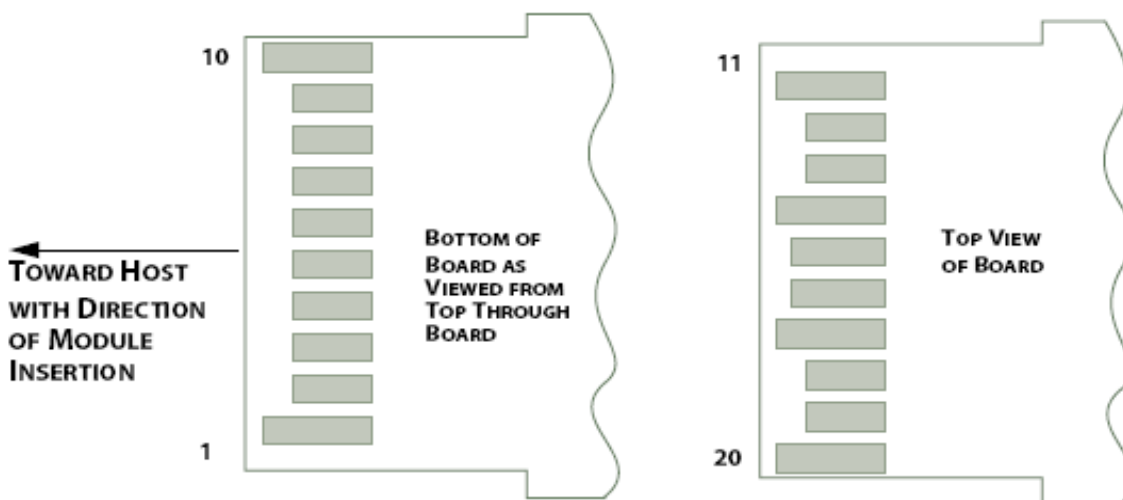 10
TOWARD HOST
WITH DIRECTION
OF MODULE
INSERTION
1
BOTTOM OF
BOARD AS
VIEWED FROM
TOP THROUGH
BOARD
11
20
TOP VIEW
OF BOARD